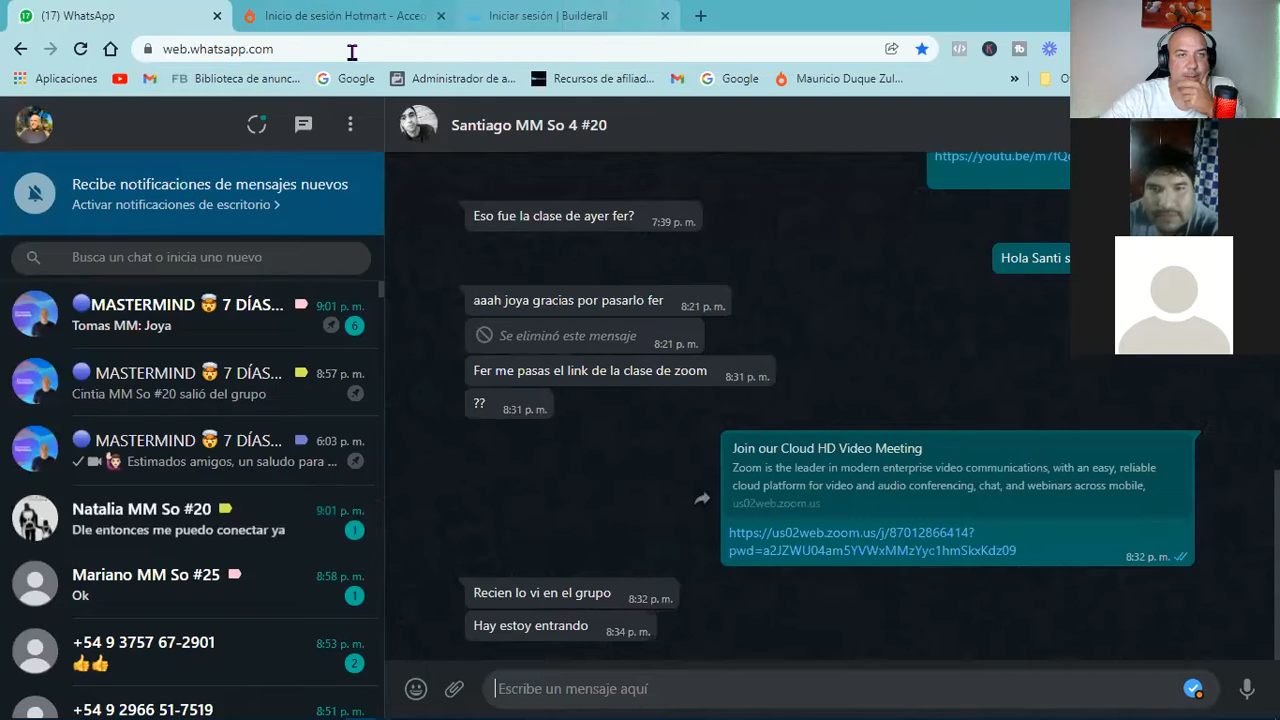 (17) WhatsApp
Inicio de sesión Hotmart - Acceo
Iniciar sesión | Builderall
web.whatsapp.com
Aplicaciones
FB Biblioteca de anunc...
Google
Administrador de a...
Recursos de afiliad...
Google
Mauricio Duque Zul...
»
Santiago MM So 4 #20
Recibe notificaciones de mensajes nuevos
Activar notificaciones de escritorio >
Busca un chat o inicia uno nuevo
MASTERMIND 🤯 7 DÍAS...
9:01 p. m.
Tomas MM: Joya
6
MASTERMIND 🤯 7 DÍAS...
8:57 p. m.
Cintia MM So #20 salió del grupo
MASTERMIND 🤯 7 DÍAS...
6:03 p. m.
Estimados amigos, un saludo para ...
Natalia MM So #20
9:01 p. m.
Dle entonces me puedo conectar ya
1
Mariano MM So #25
8:58 p. m.
Ok
1
+54 9 3757 67-2901
8:53 p. m.
👍👍
2
+54 9 2966 51-7519
8:51 p. m.
Eso fue la clase de ayer fer?
7:39 p. m.
Hola Santi s
aaah joya gracias por pasarlo fer
8:21 p. m.
Se eliminó este mensaje
8:21 p. m.
Fer me pasas el link de la clase de zoom
8:31 p. m.
??
8:31 p. m.
Join our Cloud HD Video Meeting
Zoom is the leader in modern enterprise video communications, with an easy, reliable
cloud platform for video and audio conferencing, chat, and webinars across mobile,
us02web.zoom.us
https://us02web.zoom.us/j/87012866414?
pwd=a2JZWU04am5YVWxMMzYyc1hmSkxKdz09
8:32 p. m.
Recien lo vi en el grupo
8:32 p. m.
Hay estoy entrando
8:34 p. m.
Escribe un mensaje aquí